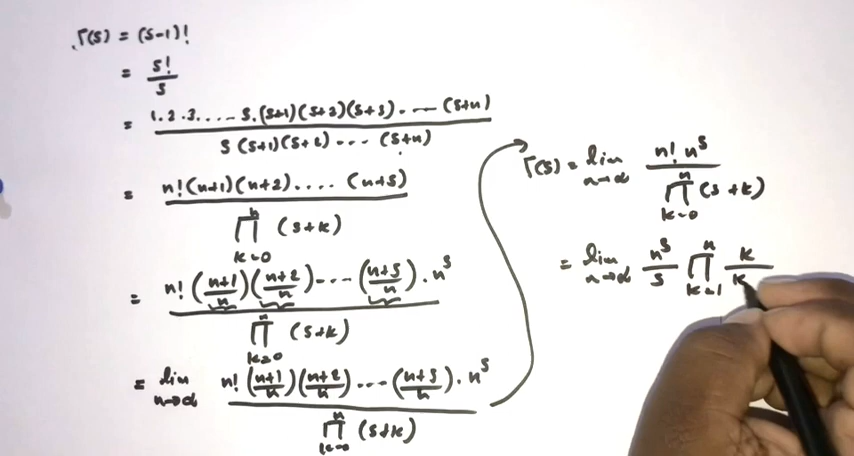 Γ(s) = (s-1)!
= s!/s
= 1.2.3..... s.(s+1)(s+2)(s+3). .... (s+n) / s(s+1)(s+2) .... (s+n)
= n!(n+1)(n+2).... (n+s) / ∏_{k=0}^{n} (s+k)
= n! ((n+1)/n)((n+2)/n)....((n+s)/n) . n^s / ∏_{k=0}^{n} (s+k)
= lim_{n→∞} n! ((n+1)/n)((n+2)/n)....((n+s)/n) . n^s / ∏_{k=0}^{n} (s+k)
Γ(s) = lim_{n→∞} n! n^s / ∏_{k=0}^{n} (s+k)
= lim_{n→∞} n^s/s ∏_{k=1}^{n} k/k